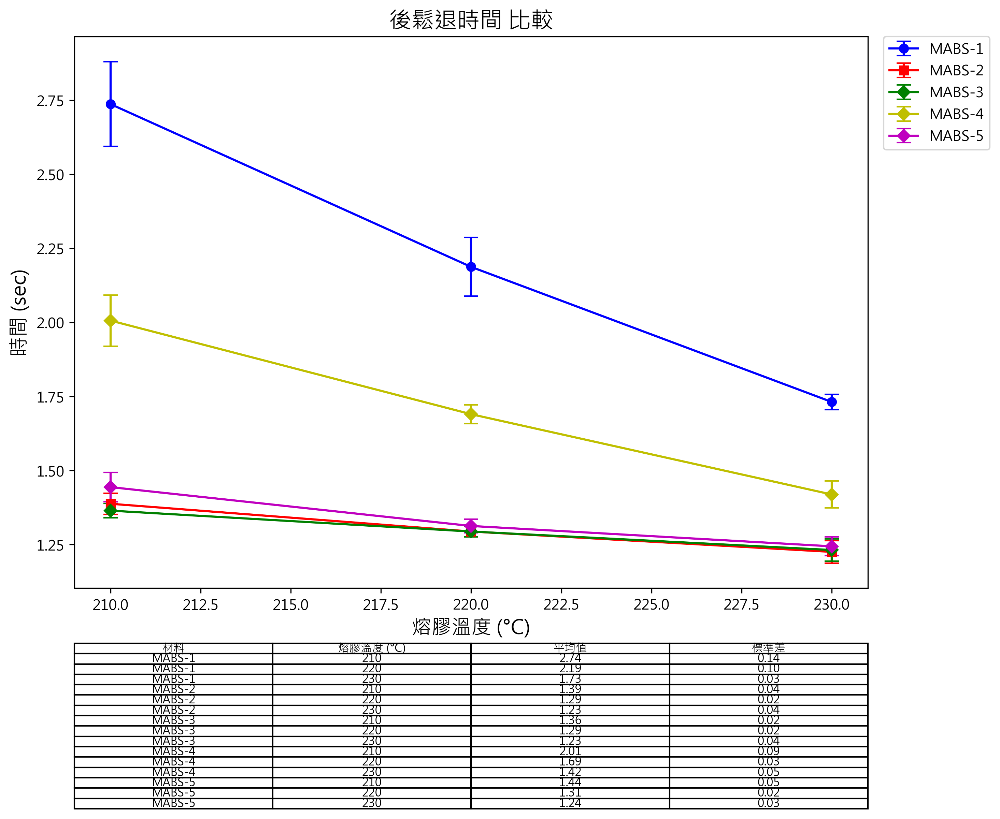 後鬆退時間 比較
MABS-1
MABS-2
MABS-3
MABS-4
MABS-5
時間 (sec)
2.75
2.50
2.25
2.00
1.75
1.50
1.25
210.0 212.5 215.0 217.5 220.0 222.5 225.0 227.5 230.0
熔膠溫度 (°C)
材料 熔膠溫度 (°C) 平均值 標準差
MABS-1 210 2.74 0.14
MABS-1 220 2.19 0.10
MABS-1 230 1.73 0.03
MABS-2 210 1.39 0.04
MABS-2 220 1.29 0.02
MABS-2 230 1.23 0.04
MABS-3 210 1.36 0.02
MABS-3 220 1.29 0.02
MABS-3 230 1.23 0.04
MABS-4 210 2.01 0.09
MABS-4 220 1.69 0.03
MABS-4 230 1.42 0.05
MABS-5 210 1.44 0.05
MABS-5 220 1.31 0.02
MABS-5 230 1.24 0.03